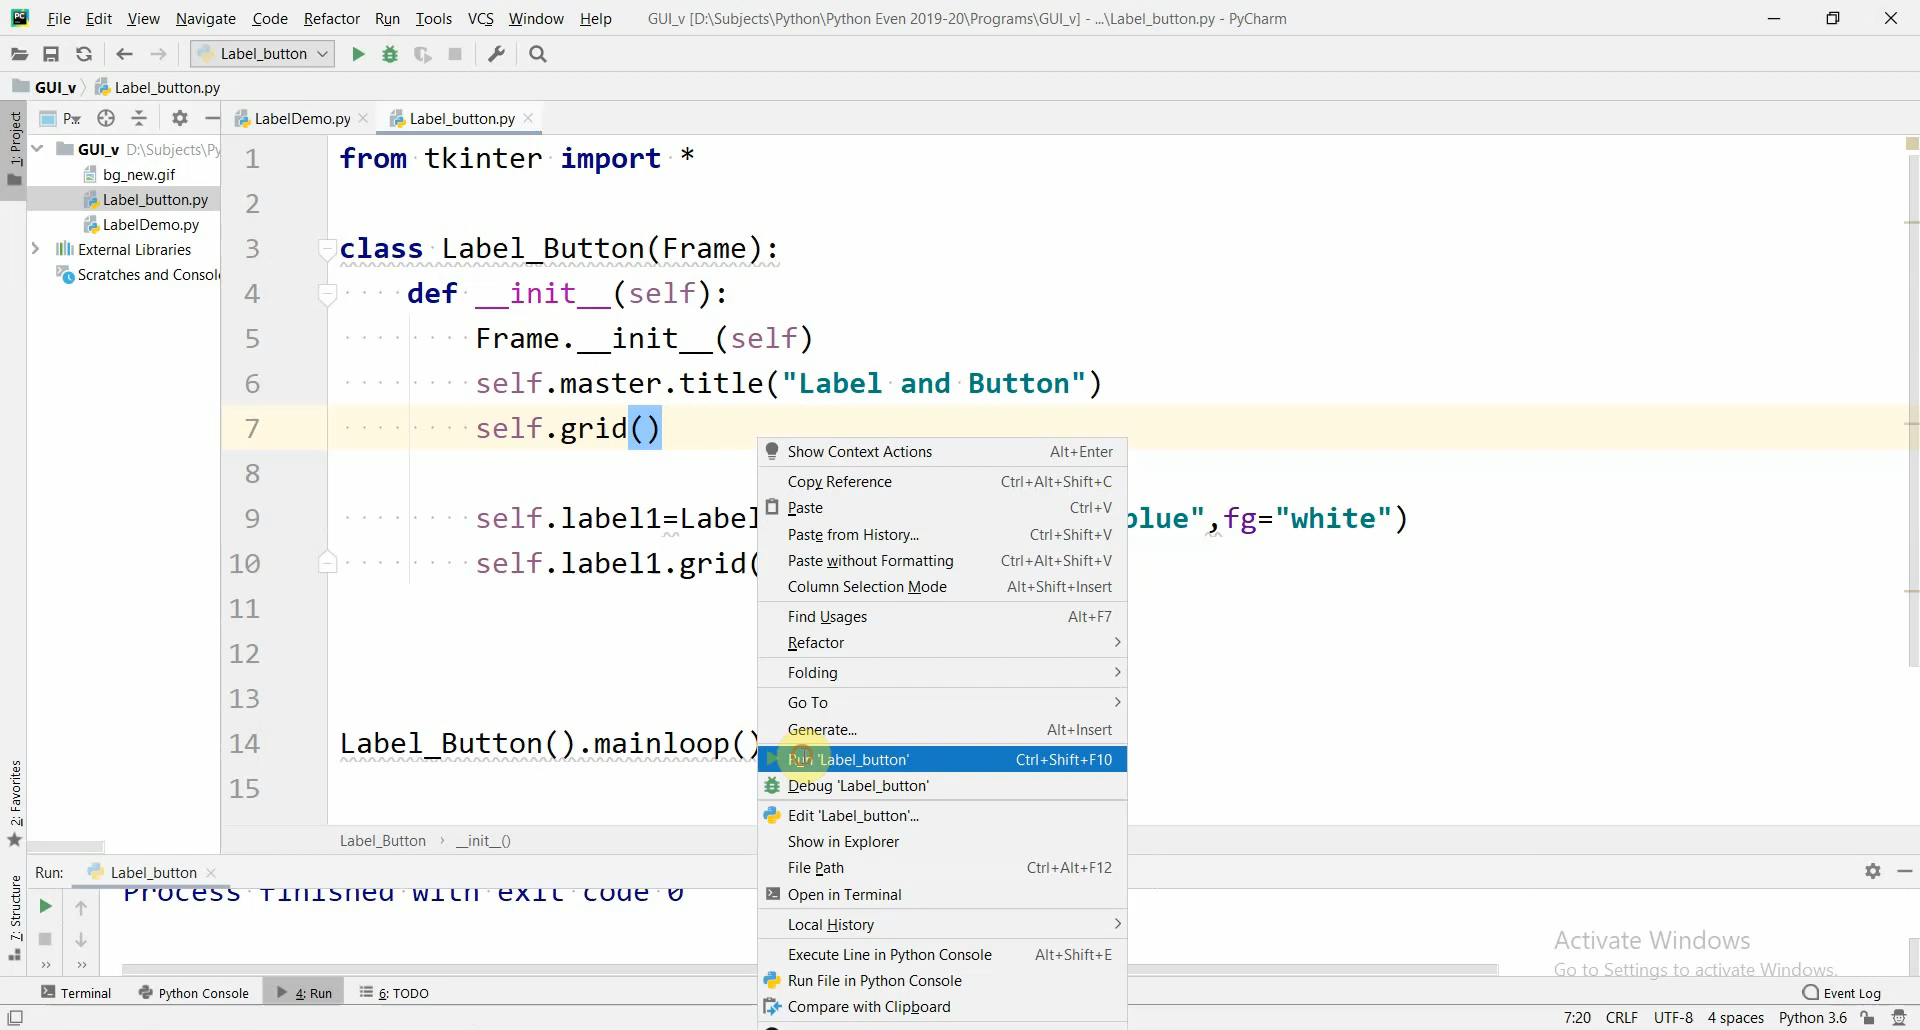 File Edit View Navigate Code Refactor Run Tools VCS Window Help GUI_v [D:\Subjects\Python\Python Even 2019-20\Programs\GUI_v] - ...\Label_button.py - PyCharm
Label_button
GUI_v Label_button.py
P... LabelDemo.py Label_button.py
1: Project
GUI_v D:\Subjects\Py
bg_new.gif
Label_button.py
LabelDemo.py
External Libraries
Scratches and Consol
2: Favorites
7: Structure
1 from tkinter import *
2
3 class Label_Button(Frame):
4 def __init__(self):
5 Frame.__init__(self)
6 self.master.title("Label and Button")
7 self.grid()
8
9 self.label1=Label blue",fg="white")
10 self.label1.grid(
11
12
13
14 Label_Button().mainloop()
15
Label_Button › __init__()
Show Context Actions Alt+Enter
Copy Reference Ctrl+Alt+Shift+C
Paste Ctrl+V
Paste from History... Ctrl+Shift+V
Paste without Formatting Ctrl+Alt+Shift+V
Column Selection Mode Alt+Shift+Insert
Find Usages Alt+F7
Refactor
Folding
Go To
Generate... Alt+Insert
Run 'Label_button' Ctrl+Shift+F10
Debug 'Label_button'
Edit 'Label_button'...
Show in Explorer
File Path Ctrl+Alt+F12
Open in Terminal
Local History
Execute Line in Python Console Alt+Shift+E
Run File in Python Console
Compare with Clipboard
Run: Label_button
Process finished with exit code 0
Activate Windows
Go to Settings to activate Windows.
Terminal Python Console 4: Run 6: TODO Event Log
7:20 CRLF UTF-8 4 spaces Python 3.6